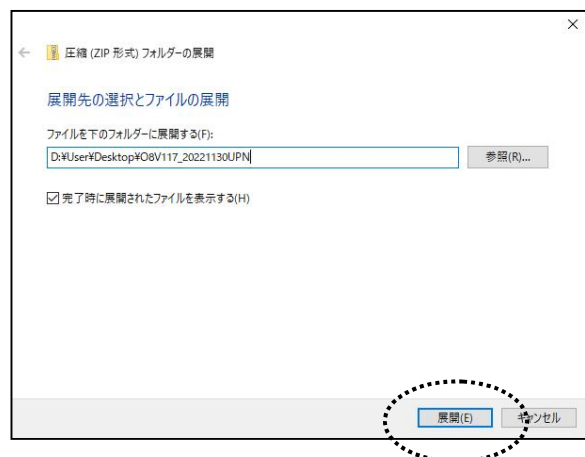 圧縮 (ZIP 形式) フォルダーの展開
展開先の選択とファイルの展開
ファイルを下のフォルダーに展開する(F):
D:¥User¥Desktop¥O8V117_20221130UPN
参照(R)...
完了時に展開されたファイルを表示する(H)
展開(E)
キャンセル